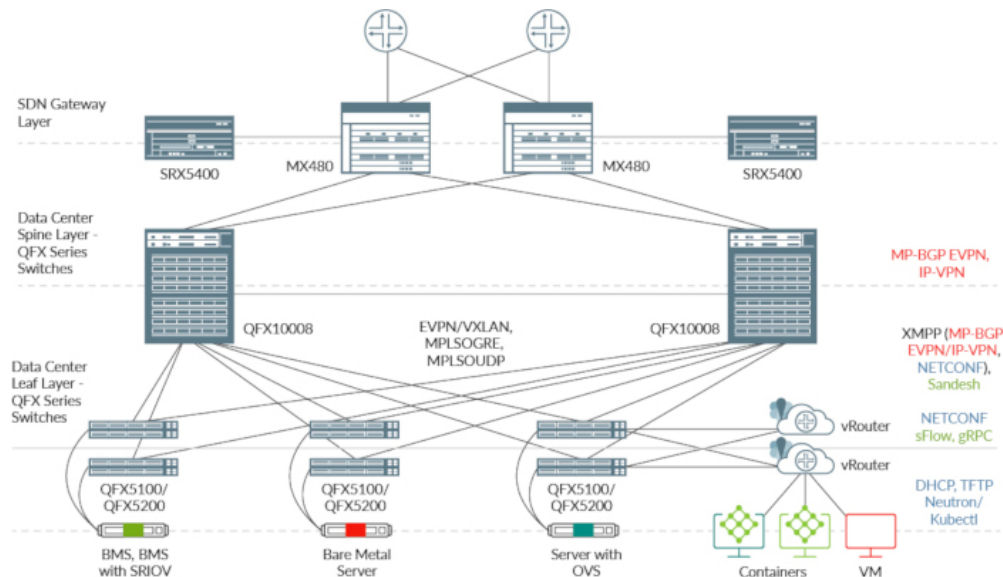 SDN Gateway
Layer
SRX5400
MX480
MX480
SRX5400
Data Center
Spine Layer -
QFX Series
Switches
MP-BGP EVPN,
IP-VPN
QFX10008
EVPN/VXLAN,
MPLSOGRE,
MPLSOUDP
QFX10008
XMPP (MP-BGP
EVPN/IP-VPN,
NETCONF),
Sandesh
Data Center
Leaf Layer -
QFX Series
Switches
vRouter
NETCONF
sFlow, gRPC
vRouter
QFX5100/
QFX5200
QFX5100/
QFX5200
QFX5100/
QFX5200
DHCP, TFTP
Neutron/
Kubectl
BMS, BMS
with SRIOV
Bare Metal
Server
Server with
OVS
Containers
VM